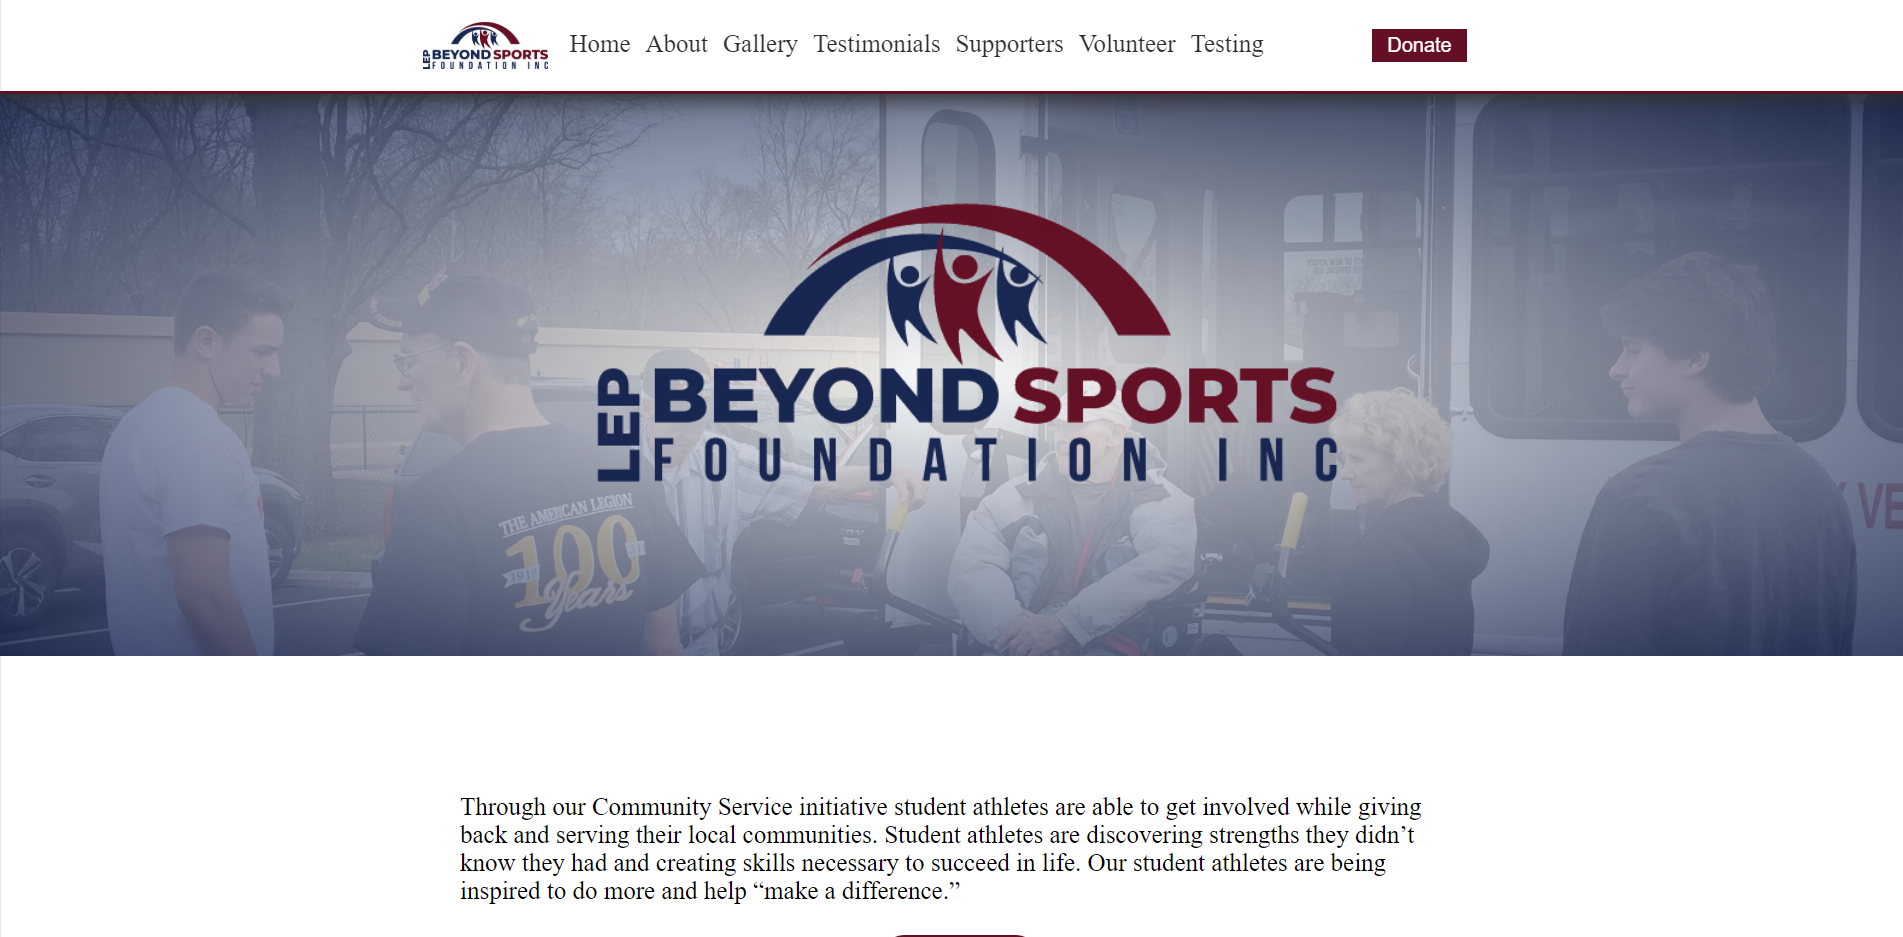 LEP BEYOND SPORTS
FOUNDATION INC
Home About Gallery Testimonials Supporters Volunteer Testing
Donate
LEP BEYOND SPORTS
FOUNDATION INC
THE AMERICAN LEGION
100
1919
Years
VE
Through our Community Service initiative student athletes are able to get involved while giving
back and serving their local communities. Student athletes are discovering strengths they didn’t
know they had and creating skills necessary to succeed in life. Our student athletes are being
inspired to do more and help “make a difference.”